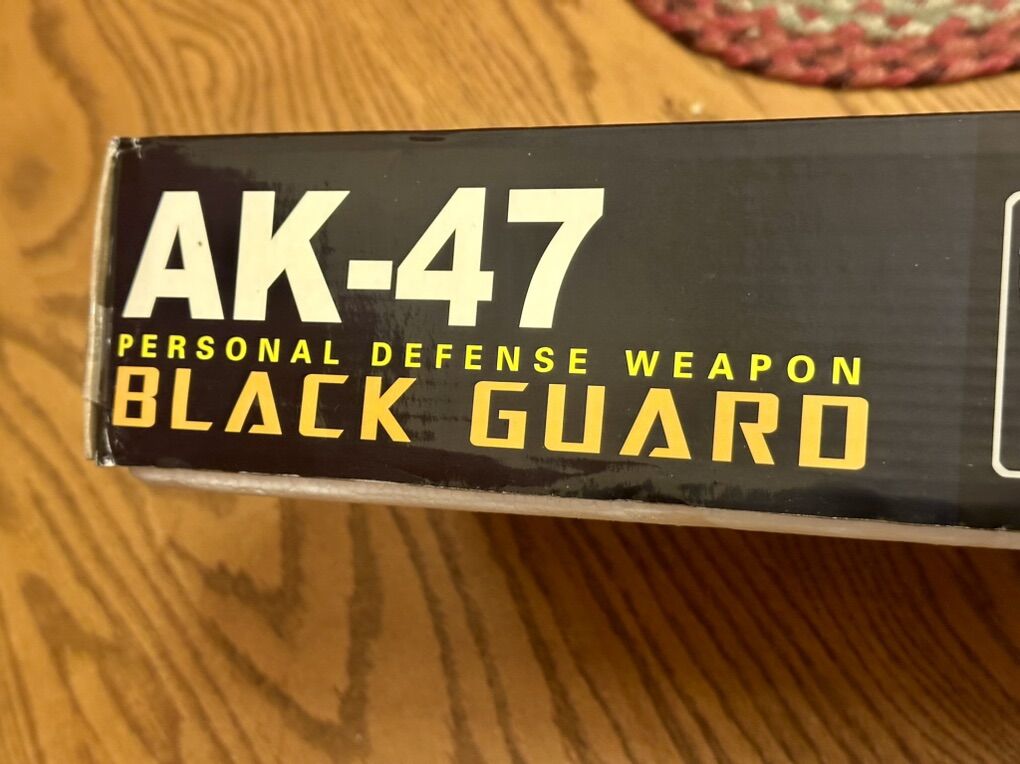 AK-47
PERSONAL DEFENSE WEAPON
BLACK GUARD